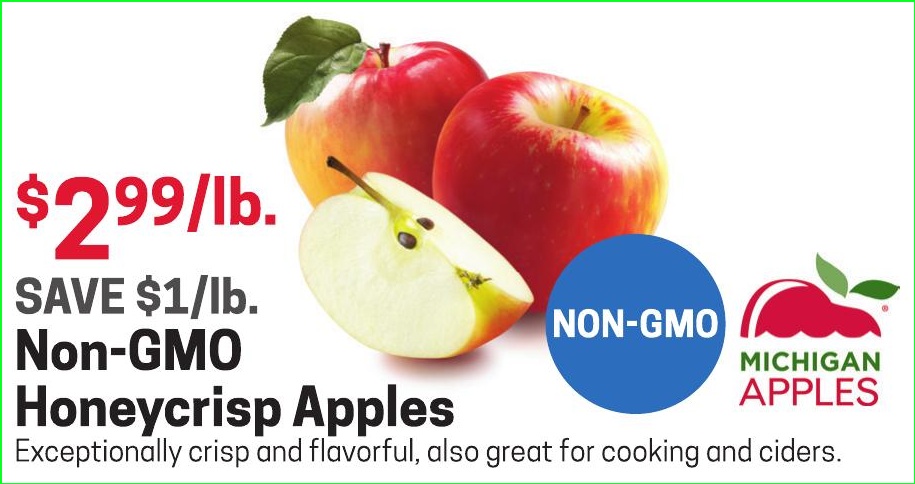 $2.99/lb.
SAVE $1/lb.
Non-GMO
Honeycrisp Apples
Exceptionally crisp and flavorful, also great for cooking and ciders.
NON-GMO
®
MICHIGAN
APPLES